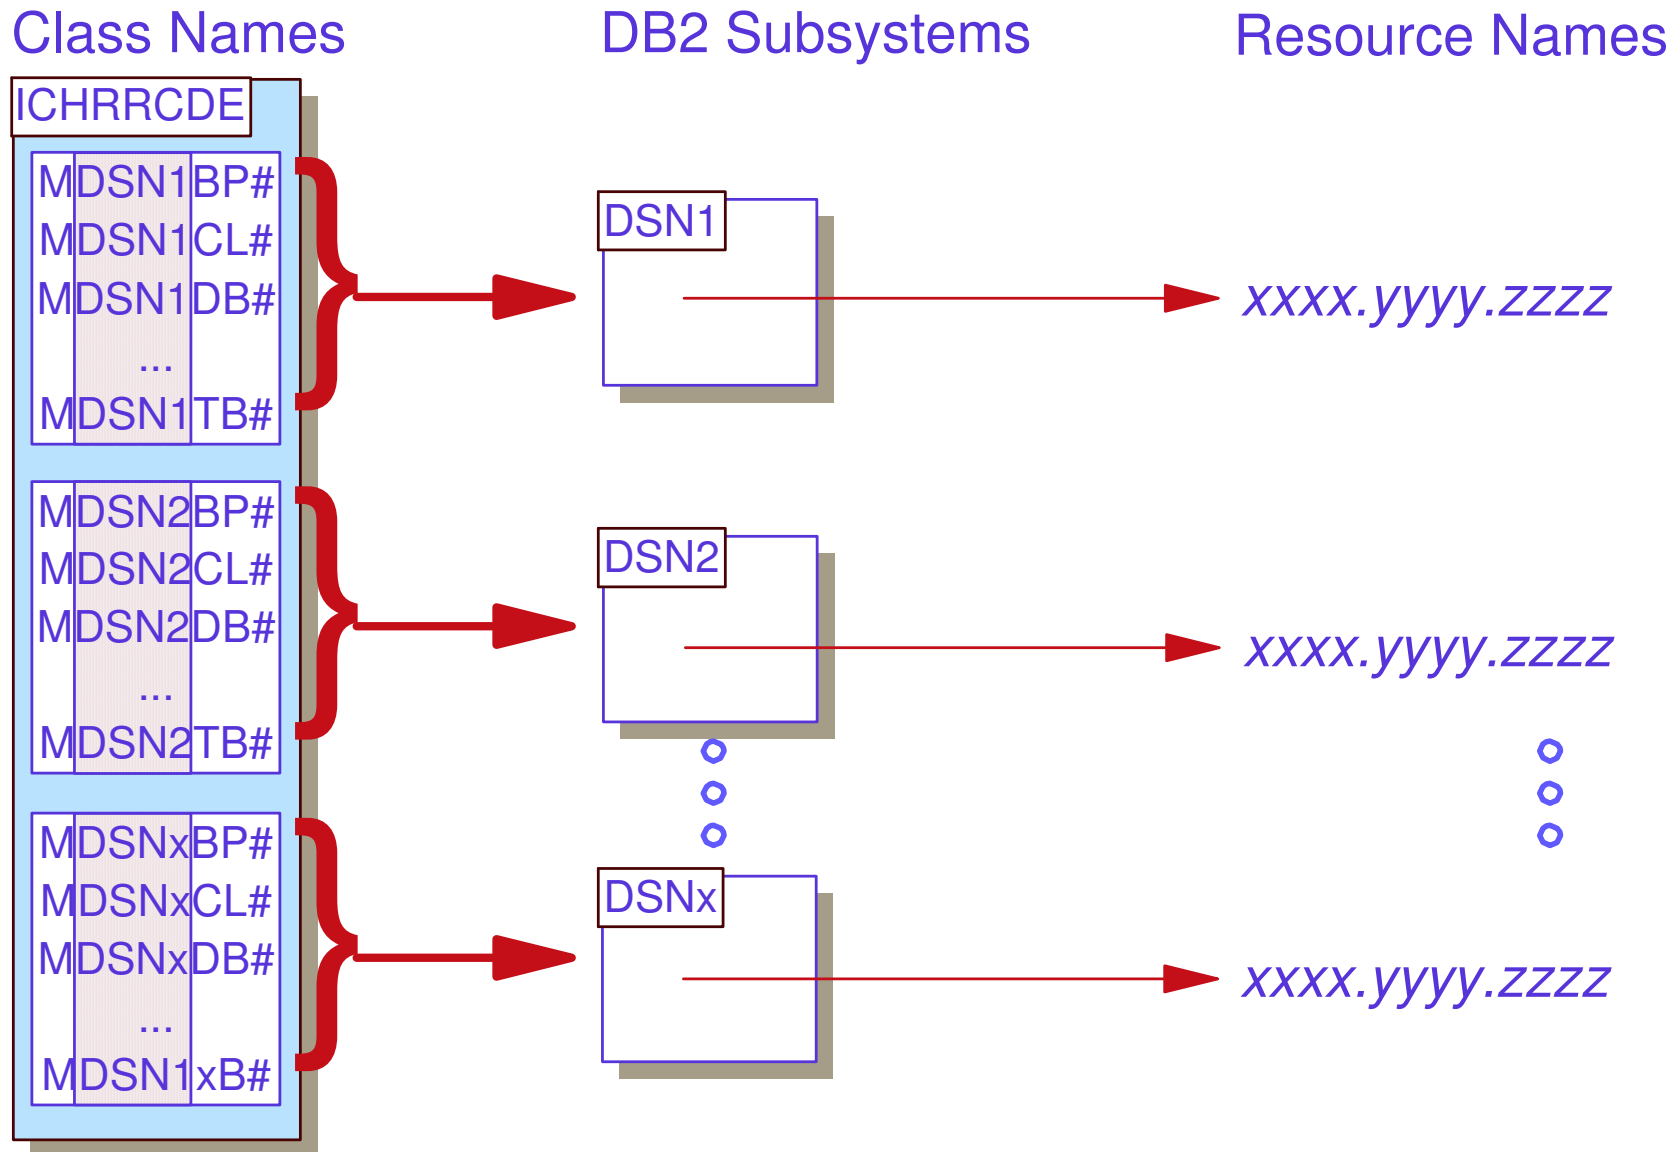 Class Names
DB2 Subsystems
Resource Names
ICHRRCDE
MDSN1BP#
MDSN1CL#
MDSN1DB#
...
MDSN1TB#
DSN1
xxxx.yyyy.zzzz
MDSN2BP#
MDSN2CL#
MDSN2DB#
...
MDSN2TB#
DSN2
xxxx.yyyy.zzzz
MDSNxBP#
MDSNxCL#
MDSNxDB#
...
MDSN1xB#
DSNx
xxxx.yyyy.zzzz